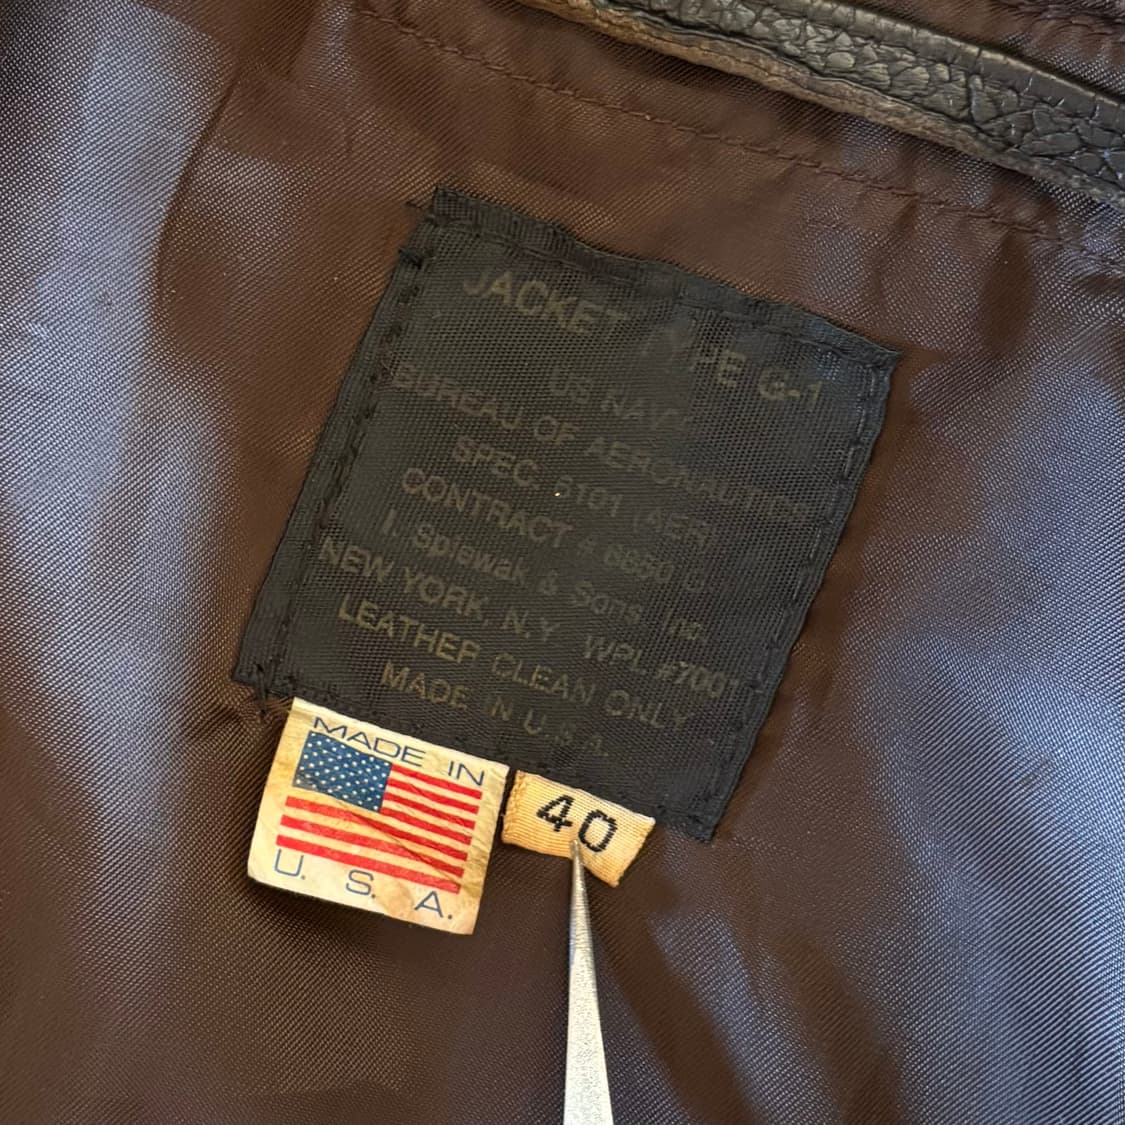 JACKET TYPE G-1
US NAVY
BUREAU OF AERONAUTICS
SPEC. 6101 (AER)
CONTRACT # 6850
I. Spiewak & Sons, Inc.
NEW YORK, N.Y. WPL #7001
LEATHER CLEAN ONLY
MADE IN U.S.A.
MADE IN
U. S. A.
40